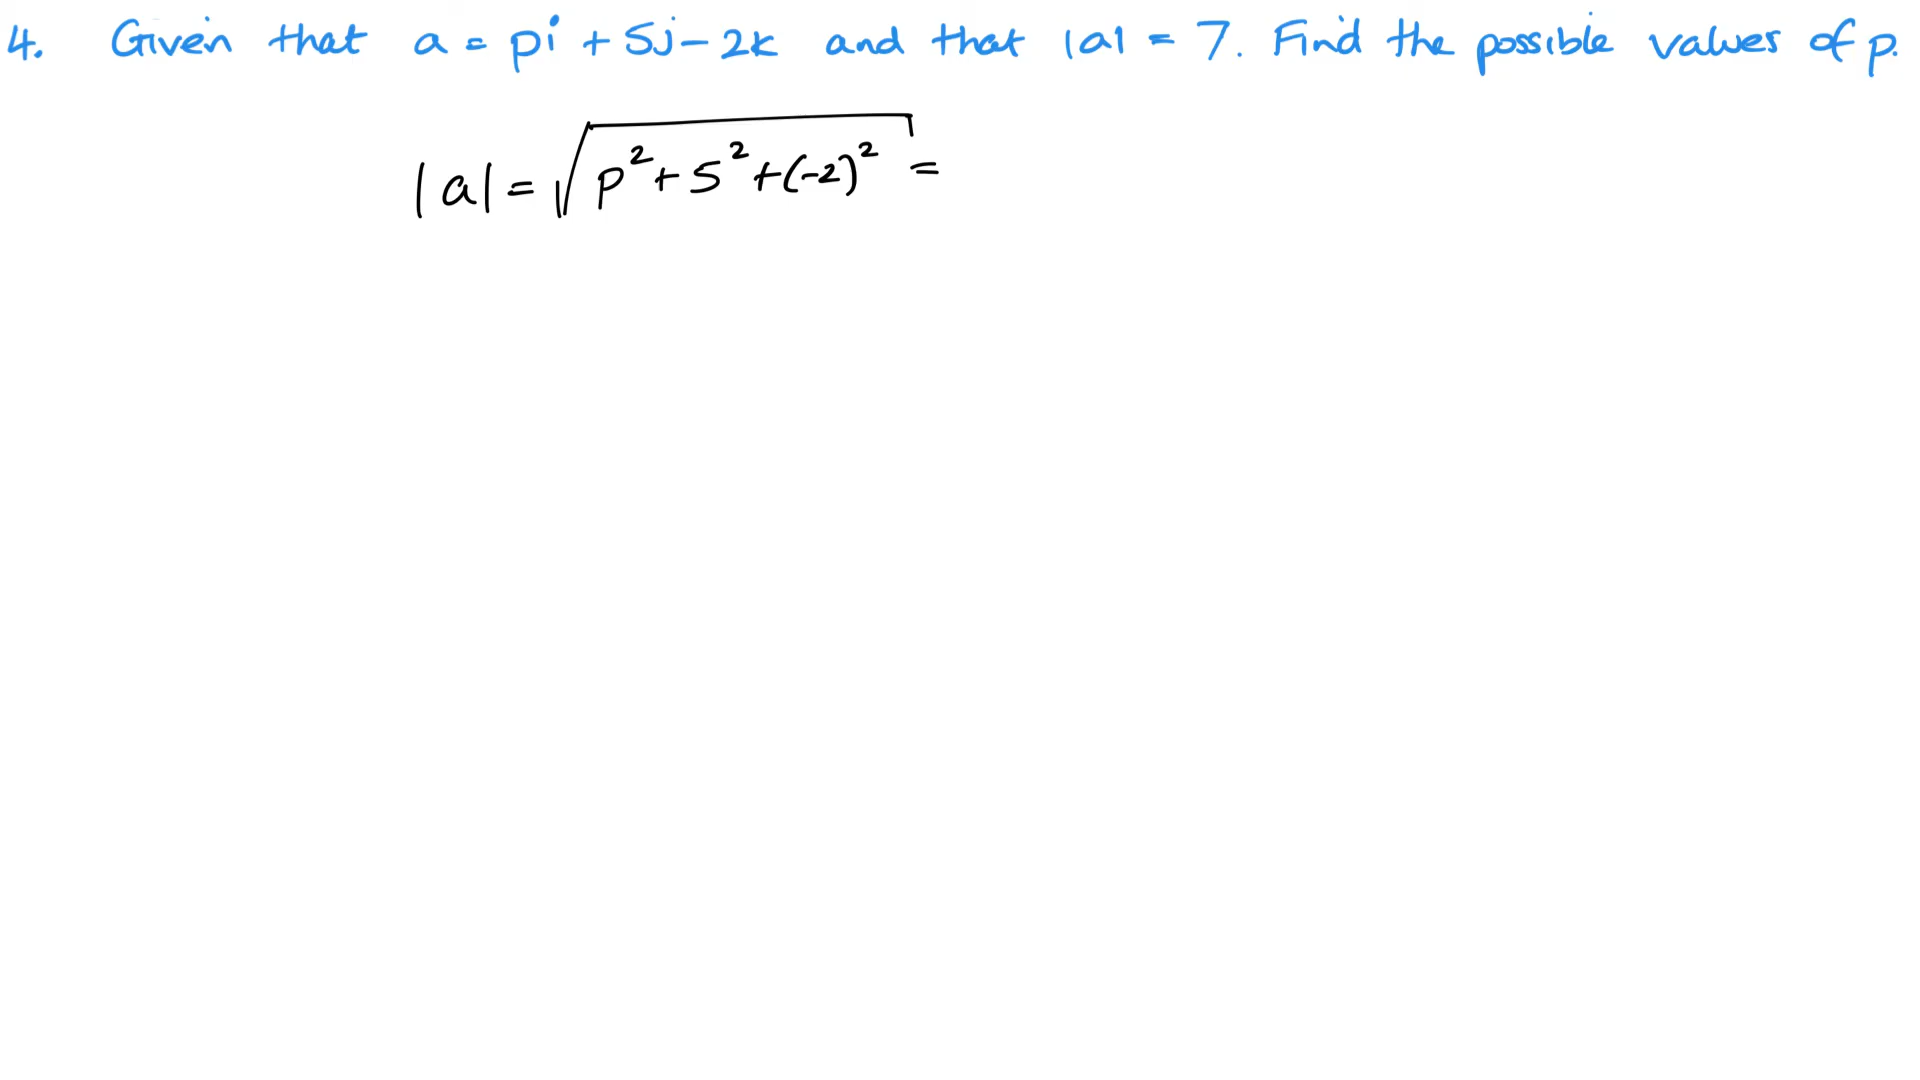 4. Given that a = pi + 5j - 2k and that |a| = 7. Find the possible values of p.
|a| = √(p² + 5² + (-2)²) =